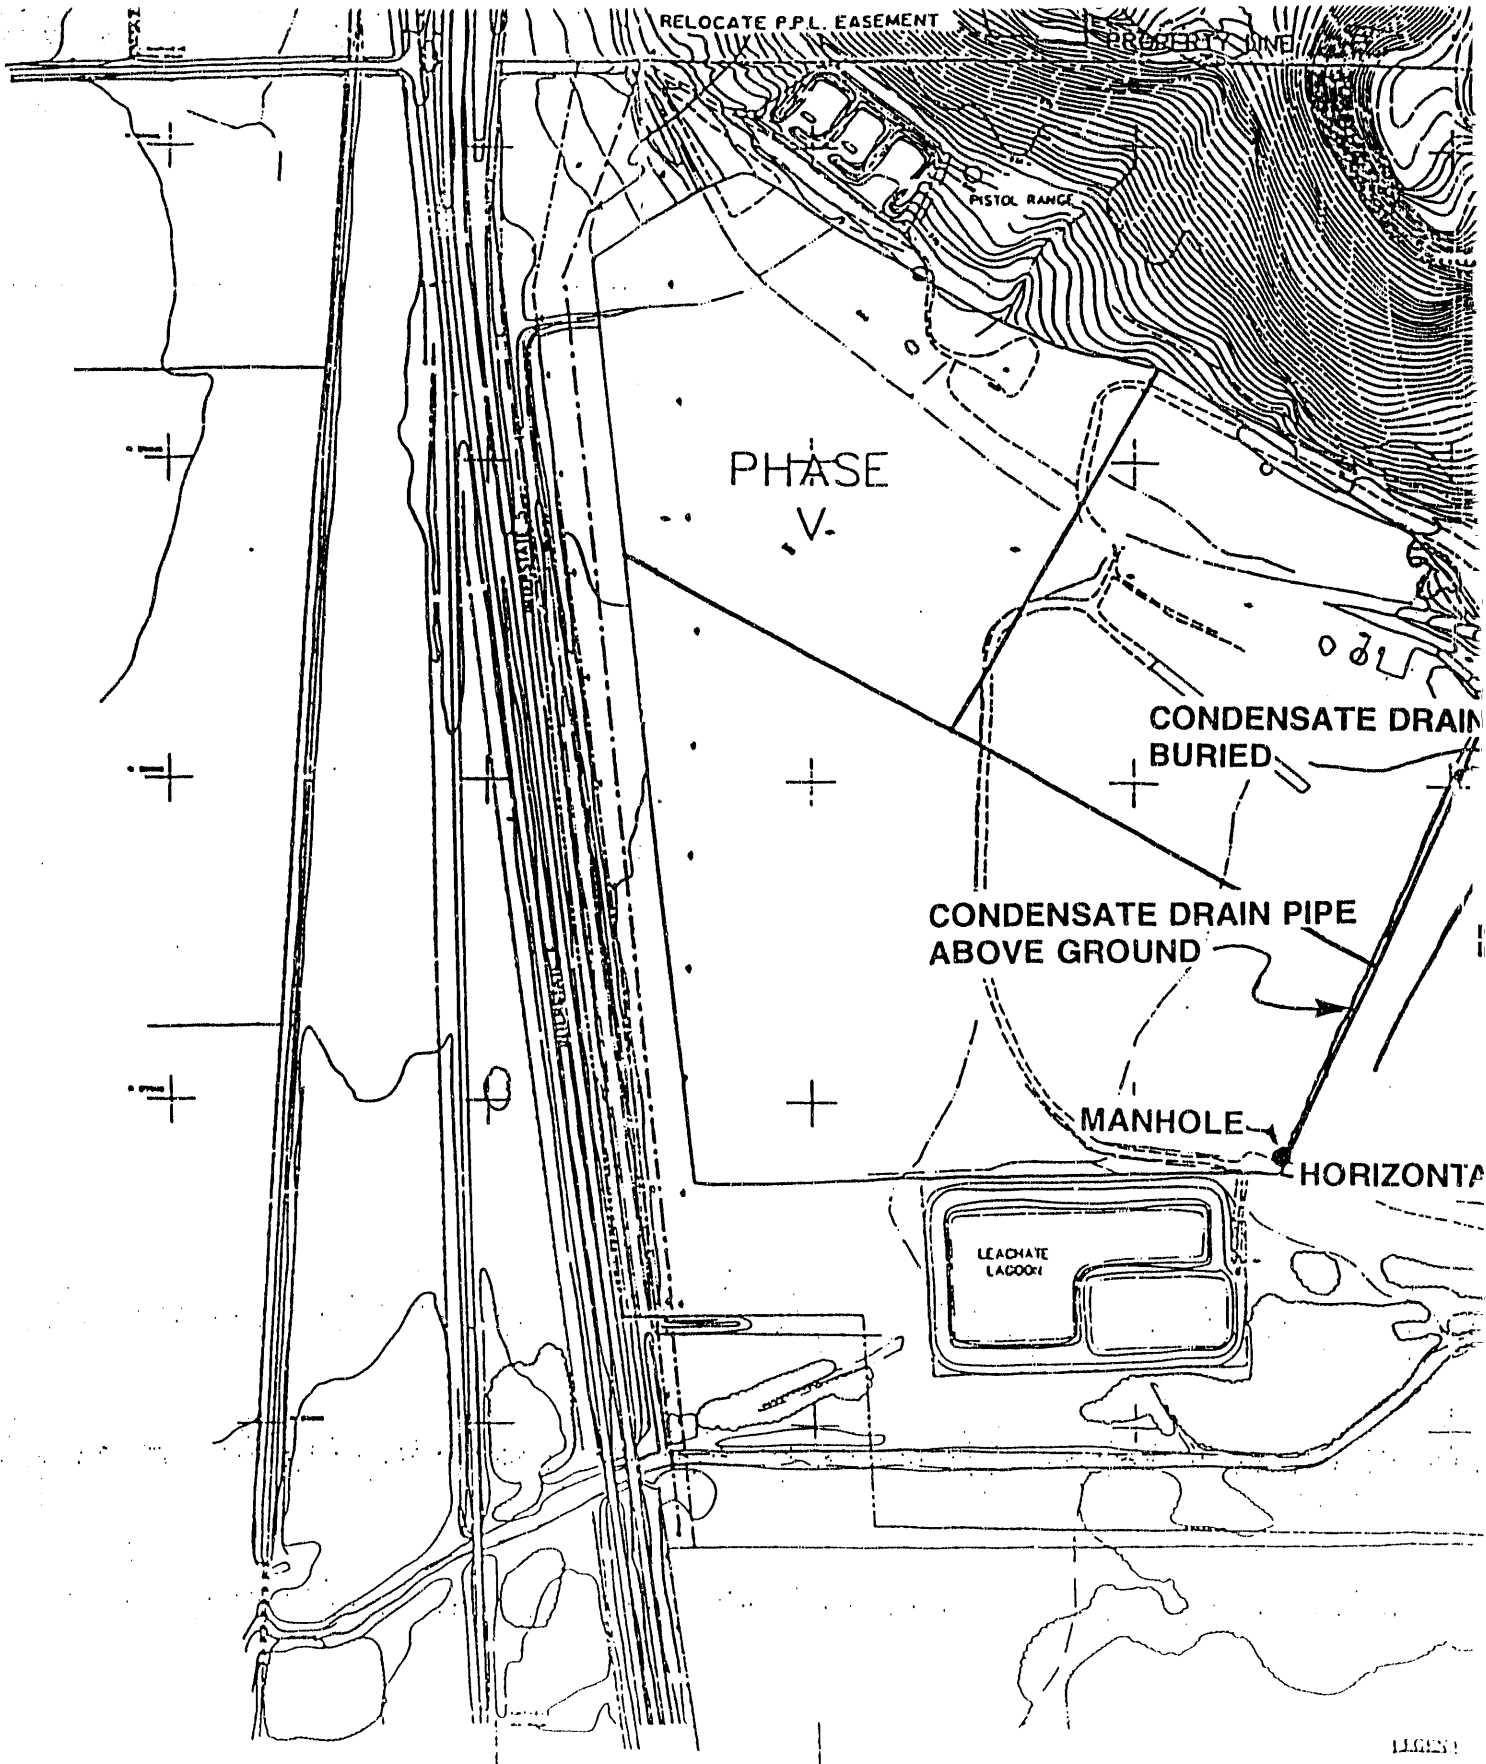 RELOCATE P.P.L. EASEMENT
PROPERTY LINE
PISTOL RANGE
PHASE
V
CONDENSATE DRAIN
BURIED
CONDENSATE DRAIN PIPE
ABOVE GROUND
MANHOLE
HORIZONTA
LEACHATE
LAGOON